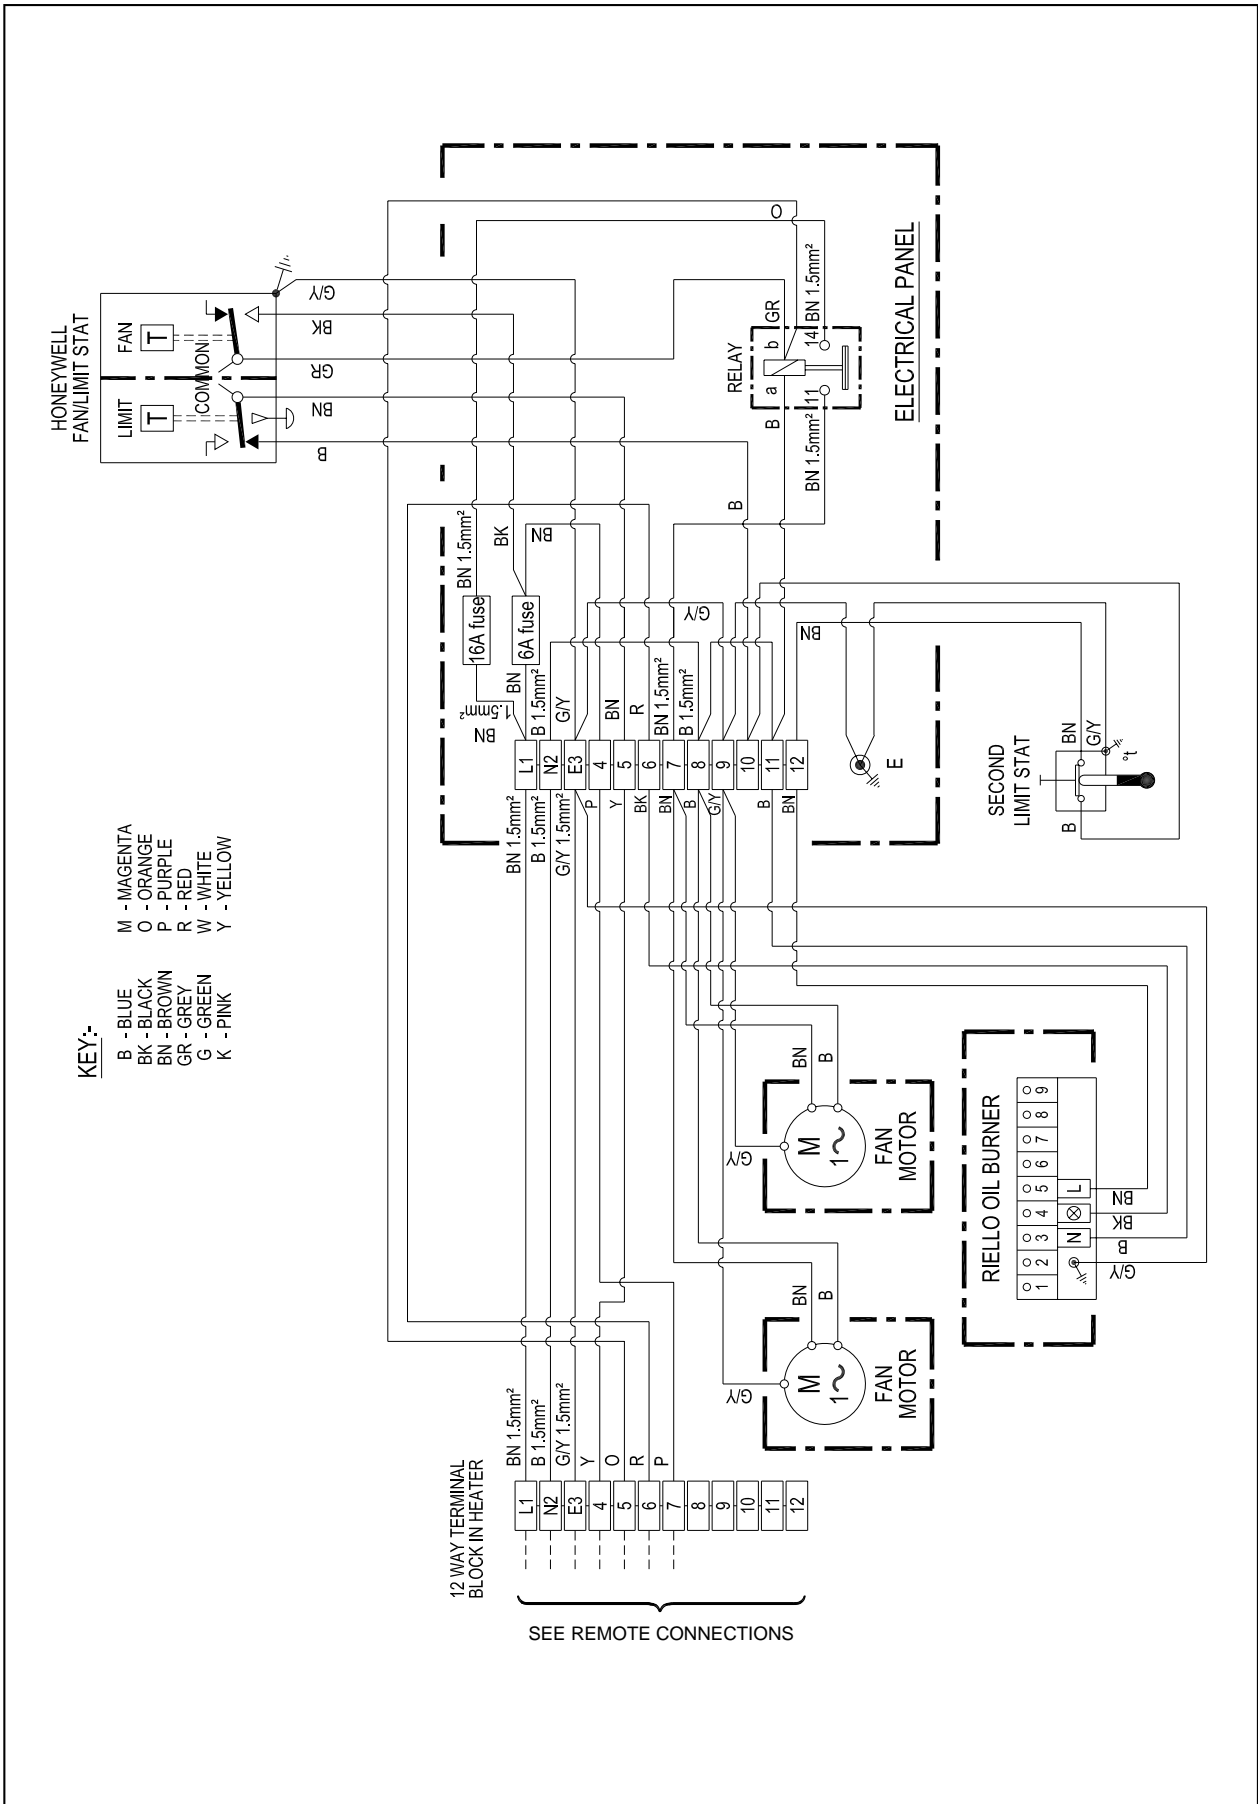 HONEYWELL
FAN/LIMIT STAT
LIMIT
FAN
T
T
COMMON
B
BN
GR
BK
G/Y
ELECTRICAL PANEL
O
BN 1.5mm²
BK
BN
16A fuse
6A fuse
BN
1.5mm²
BN
B 1.5mm²
G/Y
BN
R
BN 1.5mm²
B 1.5mm²
G/Y
B
BN
RELAY
B
a
b
GR
BN 1.5mm²
11
14
BN 1.5mm²
L1
N2
E3
4
5
6
7
8
9
10
11
12
BN 1.5mm²
B 1.5mm²
G/Y 1.5mm²
P
Y
BK
BN
B
G/Y
B
BN
E
SECOND
LIMIT STAT
B
BN
G/Y
°t
KEY:-
B - BLUE
BK - BLACK
BN - BROWN
GR - GREY
G - GREEN
K - PINK
M - MAGENTA
O - ORANGE
P - PURPLE
R - RED
W - WHITE
Y - YELLOW
BN
B
G/Y
M
1~
FAN
MOTOR
BN
B
G/Y
M
1~
FAN
MOTOR
RIELLO OIL BURNER
1
2
3
4
5
6
7
8
9
N
L
G/Y
B
BK
BN
12 WAY TERMINAL
BLOCK IN HEATER
BN 1.5mm²
B 1.5mm²
G/Y 1.5mm²
Y
O
R
P
L1
N2
E3
4
5
6
7
8
9
10
11
12
SEE REMOTE CONNECTIONS